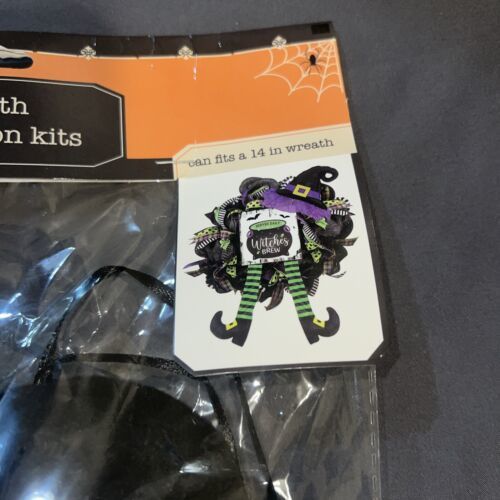 th
on kits
can fits a 14 in wreath
Witches
BREW